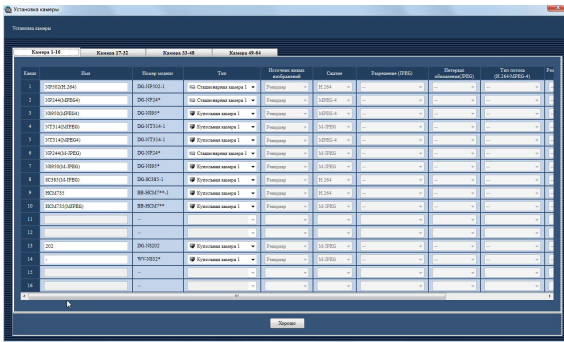 Установка камеры
Установка камеры
Камера 1-16 Камера 17-32 Камера 33-48 Камера 49-64
Канал Имя Номер модели Тип Источник живых изображений Сжатие Разрешение (JPEG) Интервал обновления(JPEG) Тип потока (H.264/MPEG-4)
1 NP502(H.264) DG-NP502-1 Стационарная камера 1 Рекордер H.264 -- -- --
2 NP244(MPEG4) DG-NP24* Стационарная камера 1 Рекордер MPEG-4 -- -- --
3 NS950(MPEG4) DG-NS95* Купольная камера 1 Рекордер MPEG-4 -- -- --
4 NT314(MJPEG) DG-NT314-1 Купольная камера 1 Рекордер M-JPEG -- -- --
5 NT314(MPEG4) DG-NT314-1 Купольная камера 1 Рекордер MPEG-4 -- -- --
6 NP244(M-JPEG) DG-NP24* Стационарная камера 1 Рекордер M-JPEG -- -- --
7 NS950(M-JPEG) DG-NS95* Купольная камера 1 Рекордер M-JPEG -- -- --
8 SC385(M-JPEG) DG-SC385-1 Купольная камера 1 Рекордер H.264 -- -- --
9 HCM735 BB-HCM7**-1 Купольная камера 1 Рекордер H.264 -- -- --
10 HCM735(MJPEG) BB-HCM7** Купольная камера 1 Рекордер M-JPEG -- -- --
11 --
12 --
13 202 DG-NS202 Купольная камера 1 Рекордер M-JPEG -- -- --
14 - WV-NS32* Купольная камера 1 Рекордер M-JPEG -- -- --
15 --
16 --
Хорошо